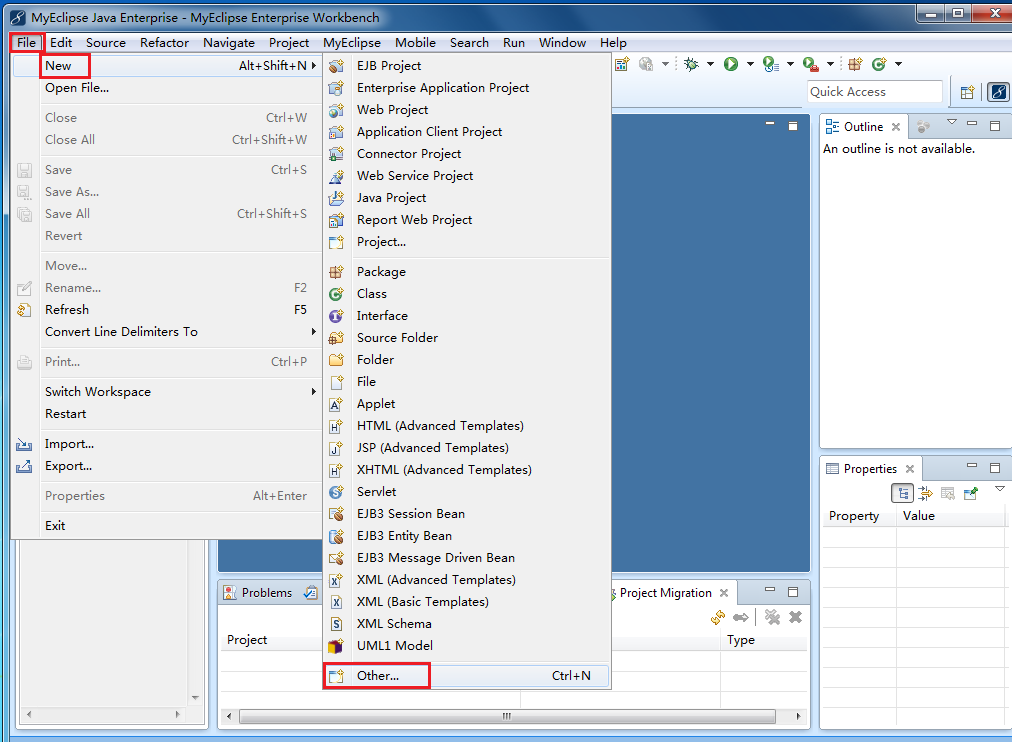 MyEclipse Java Enterprise - MyEclipse Enterprise Workbench
File Edit Source Refactor Navigate Project MyEclipse Mobile Search Run Window Help
New Alt+Shift+N
Open File...
Close Ctrl+W
Close All Ctrl+Shift+W
Save Ctrl+S
Save As...
Save All Ctrl+Shift+S
Revert
Move...
Rename... F2
Refresh F5
Convert Line Delimiters To
Print... Ctrl+P
Switch Workspace
Restart
Import...
Export...
Properties Alt+Enter
Exit
EJB Project
Enterprise Application Project
Web Project
Application Client Project
Connector Project
Web Service Project
Java Project
Report Web Project
Project...
Package
Class
Interface
Source Folder
Folder
File
Applet
HTML (Advanced Templates)
JSP (Advanced Templates)
XHTML (Advanced Templates)
Servlet
EJB3 Session Bean
EJB3 Entity Bean
EJB3 Message Driven Bean
XML (Advanced Templates)
XML (Basic Templates)
XML Schema
UML1 Model
Other... Ctrl+N
Quick Access
Outline
An outline is not available.
Properties
Property Value
Problems
Project Migration
Project
Type